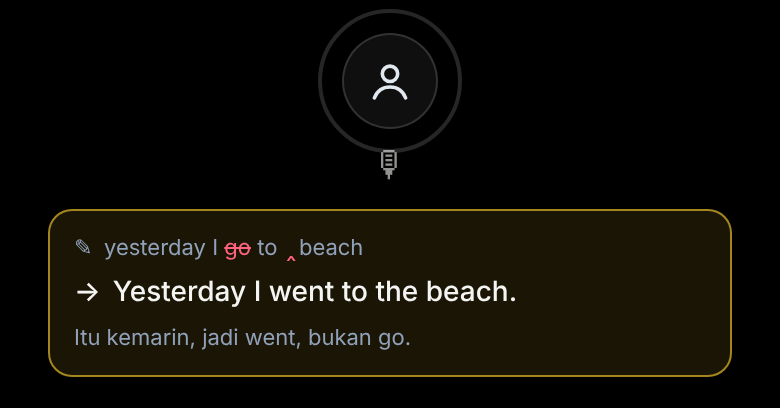 ✎ yesterday I go to ‸beach
→ Yesterday I went to the beach.
Itu kemarin, jadi went, bukan go.